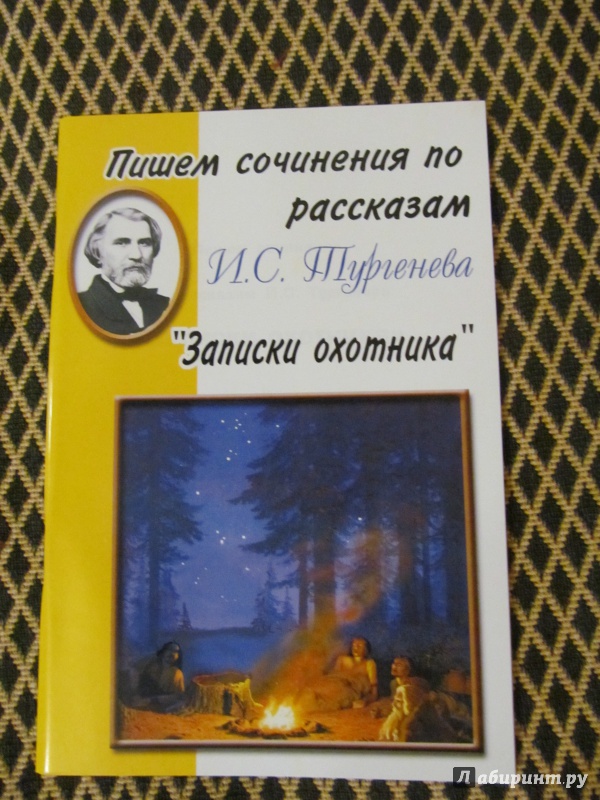 Пишем сочинения по
рассказам
И.С. Тургенева
"Записки охотника"
Лабиринт.ру